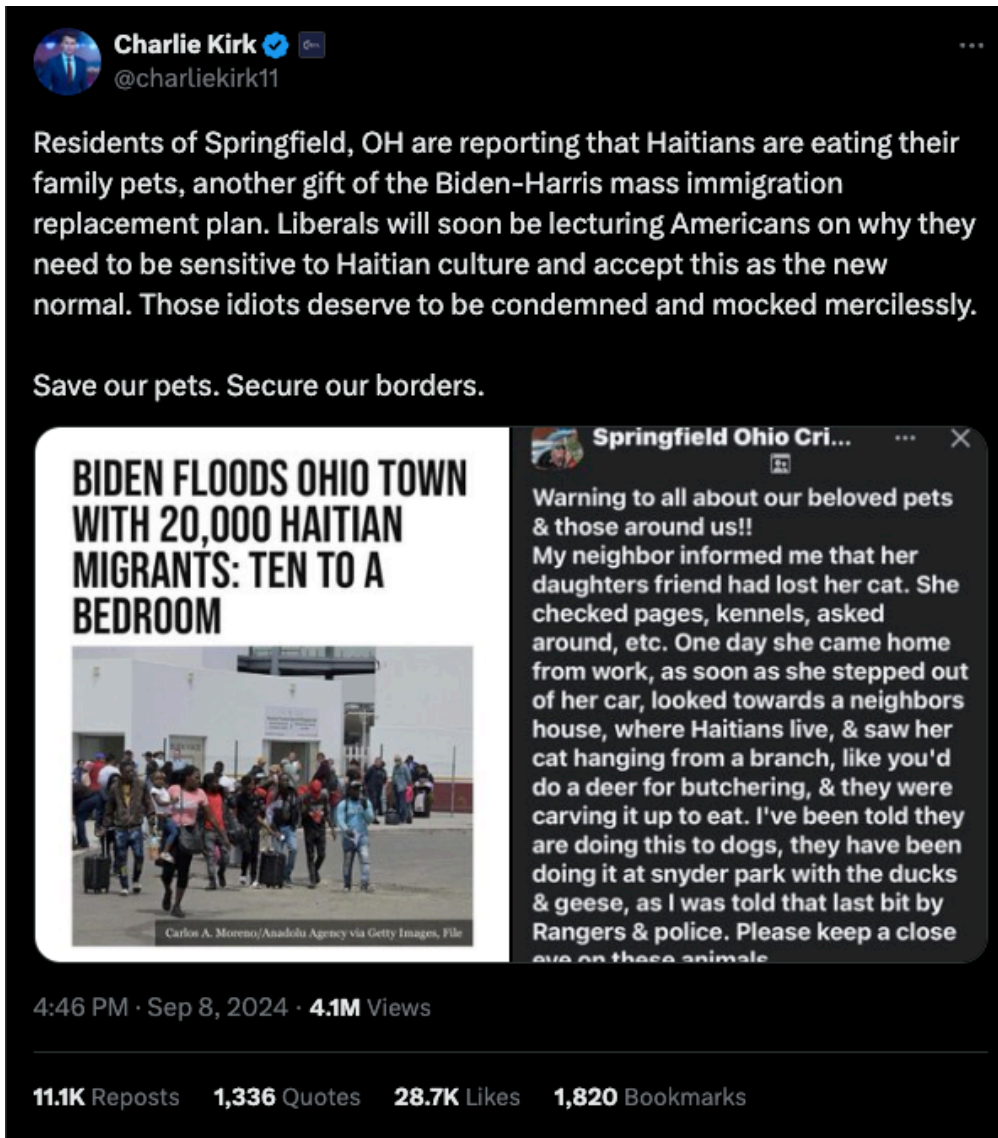 Charlie Kirk
@charliekirk11
Residents of Springfield, OH are reporting that Haitians are eating their
family pets, another gift of the Biden-Harris mass immigration
replacement plan. Liberals will soon be lecturing Americans on why they
need to be sensitive to Haitian culture and accept this as the new
normal. Those idiots deserve to be condemned and mocked mercilessly.
Save our pets. Secure our borders.
BIDEN FLOODS OHIO TOWN
WITH 20,000 HAITIAN
MIGRANTS: TEN TO A
BEDROOM
Carlos A. Moreno/Anadolu Agency via Getty Images, File
Springfield Ohio Cri...
Warning to all about our beloved pets
& those around us!!
My neighbor informed me that her
daughters friend had lost her cat. She
checked pages, kennels, asked
around, etc. One day she came home
from work, as soon as she stepped out
of her car, looked towards a neighbors
house, where Haitians live, & saw her
cat hanging from a branch, like you'd
do a deer for butchering, & they were
carving it up to eat. I've been told they
are doing this to dogs, they have been
doing it at snyder park with the ducks
& geese, as I was told that last bit by
Rangers & police. Please keep a close
eye on these animals
4:46 PM · Sep 8, 2024 · 4.1M Views
11.1K Reposts 1,336 Quotes 28.7K Likes 1,820 Bookmarks